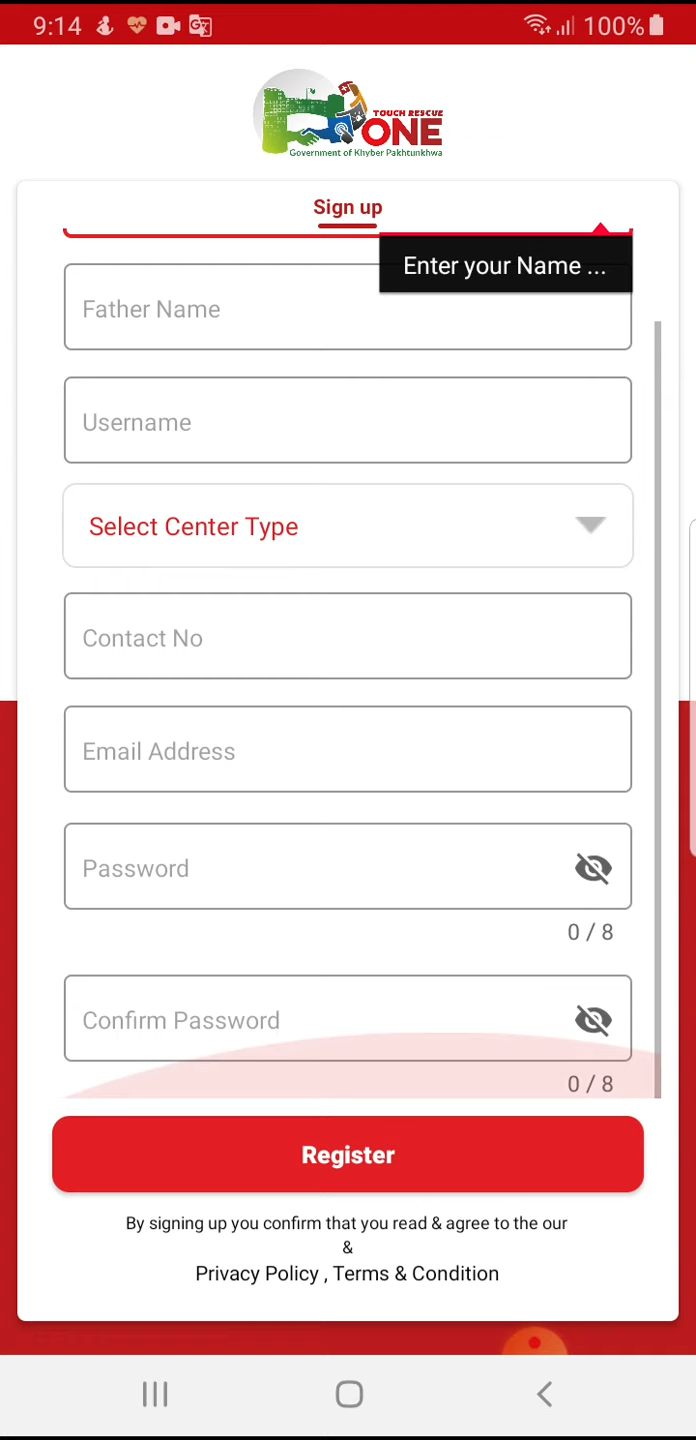 9:14
100%
TOUCH RESCUE
ONE
Government of Khyber Pakhtunkhwa
Sign up
Enter your Name ...
Father Name
Username
Select Center Type
Contact No
Email Address
Password
0 / 8
Confirm Password
0 / 8
Register
By signing up you confirm that you read & agree to the our
&
Privacy Policy , Terms & Condition